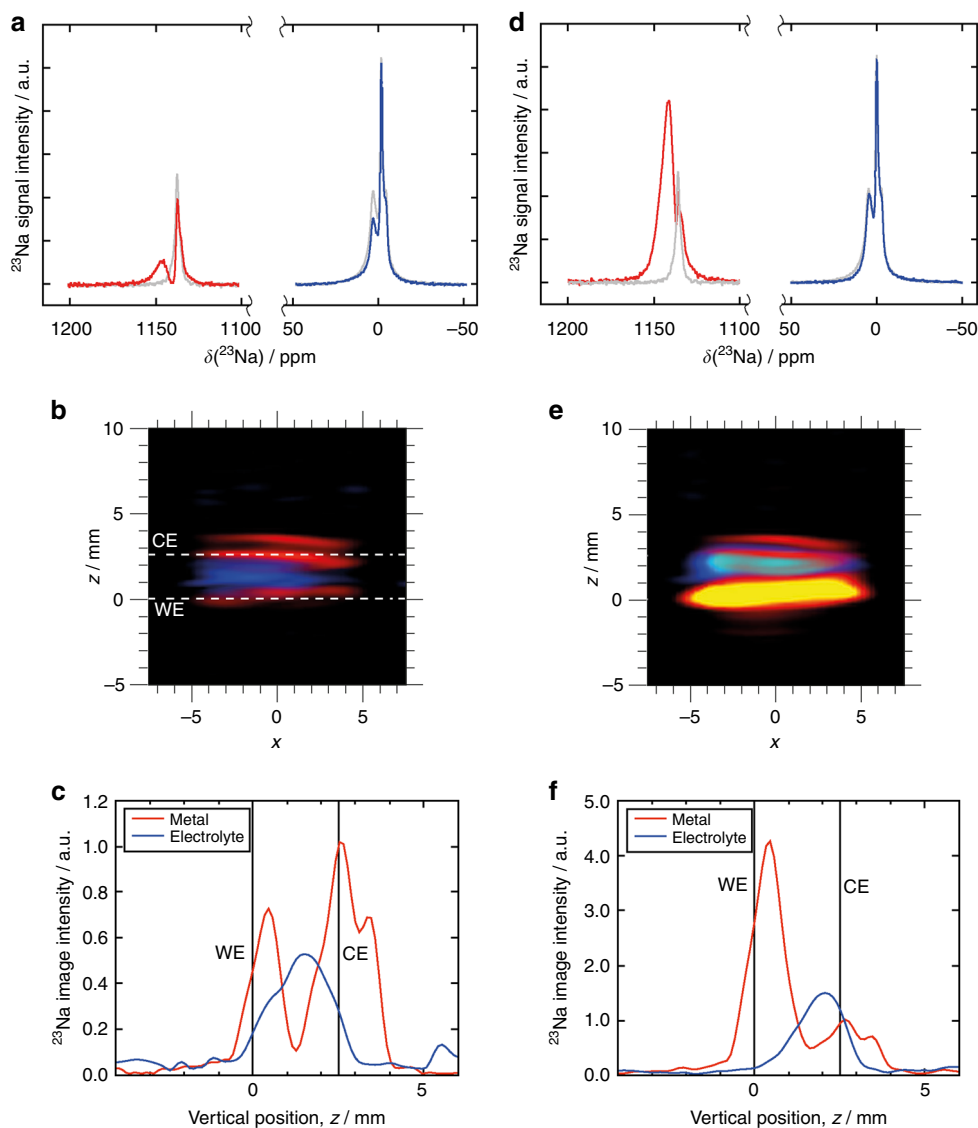 a
²³Na signal intensity / a.u.
1200 1150 1100 50 0 −50
δ(²³Na) / ppm
d
²³Na signal intensity / a.u.
1200 1150 1100 50 0 −50
δ(²³Na) / ppm
b
10
5
0
−5
z / mm
CE
WE
−5 0 5
x
e
10
5
0
−5
z / mm
−5 0 5
x
c
1.2
1.0
0.8
0.6
0.4
0.2
0.0
²³Na image intensity / a.u.
Metal
Electrolyte
WE
CE
0 5
Vertical position, z / mm
f
5.0
4.0
3.0
2.0
1.0
0.0
²³Na image intensity / a.u.
Metal
Electrolyte
WE
CE
0 5
Vertical position, z / mm